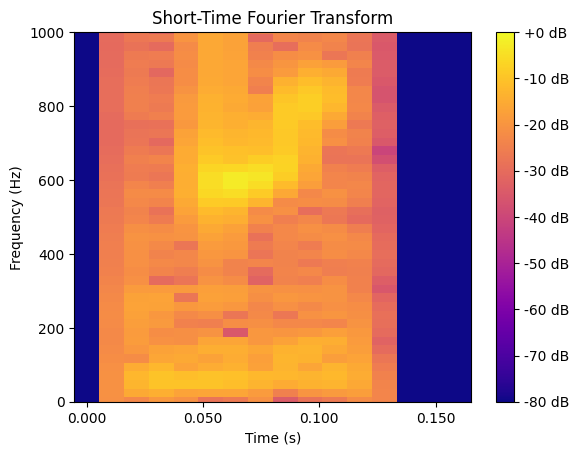 Short-Time Fourier Transform
1000
800
600
400
200
0
Frequency (Hz)
0.000
0.050
0.100
0.150
Time (s)
+0 dB
-10 dB
-20 dB
-30 dB
-40 dB
-50 dB
-60 dB
-70 dB
-80 dB